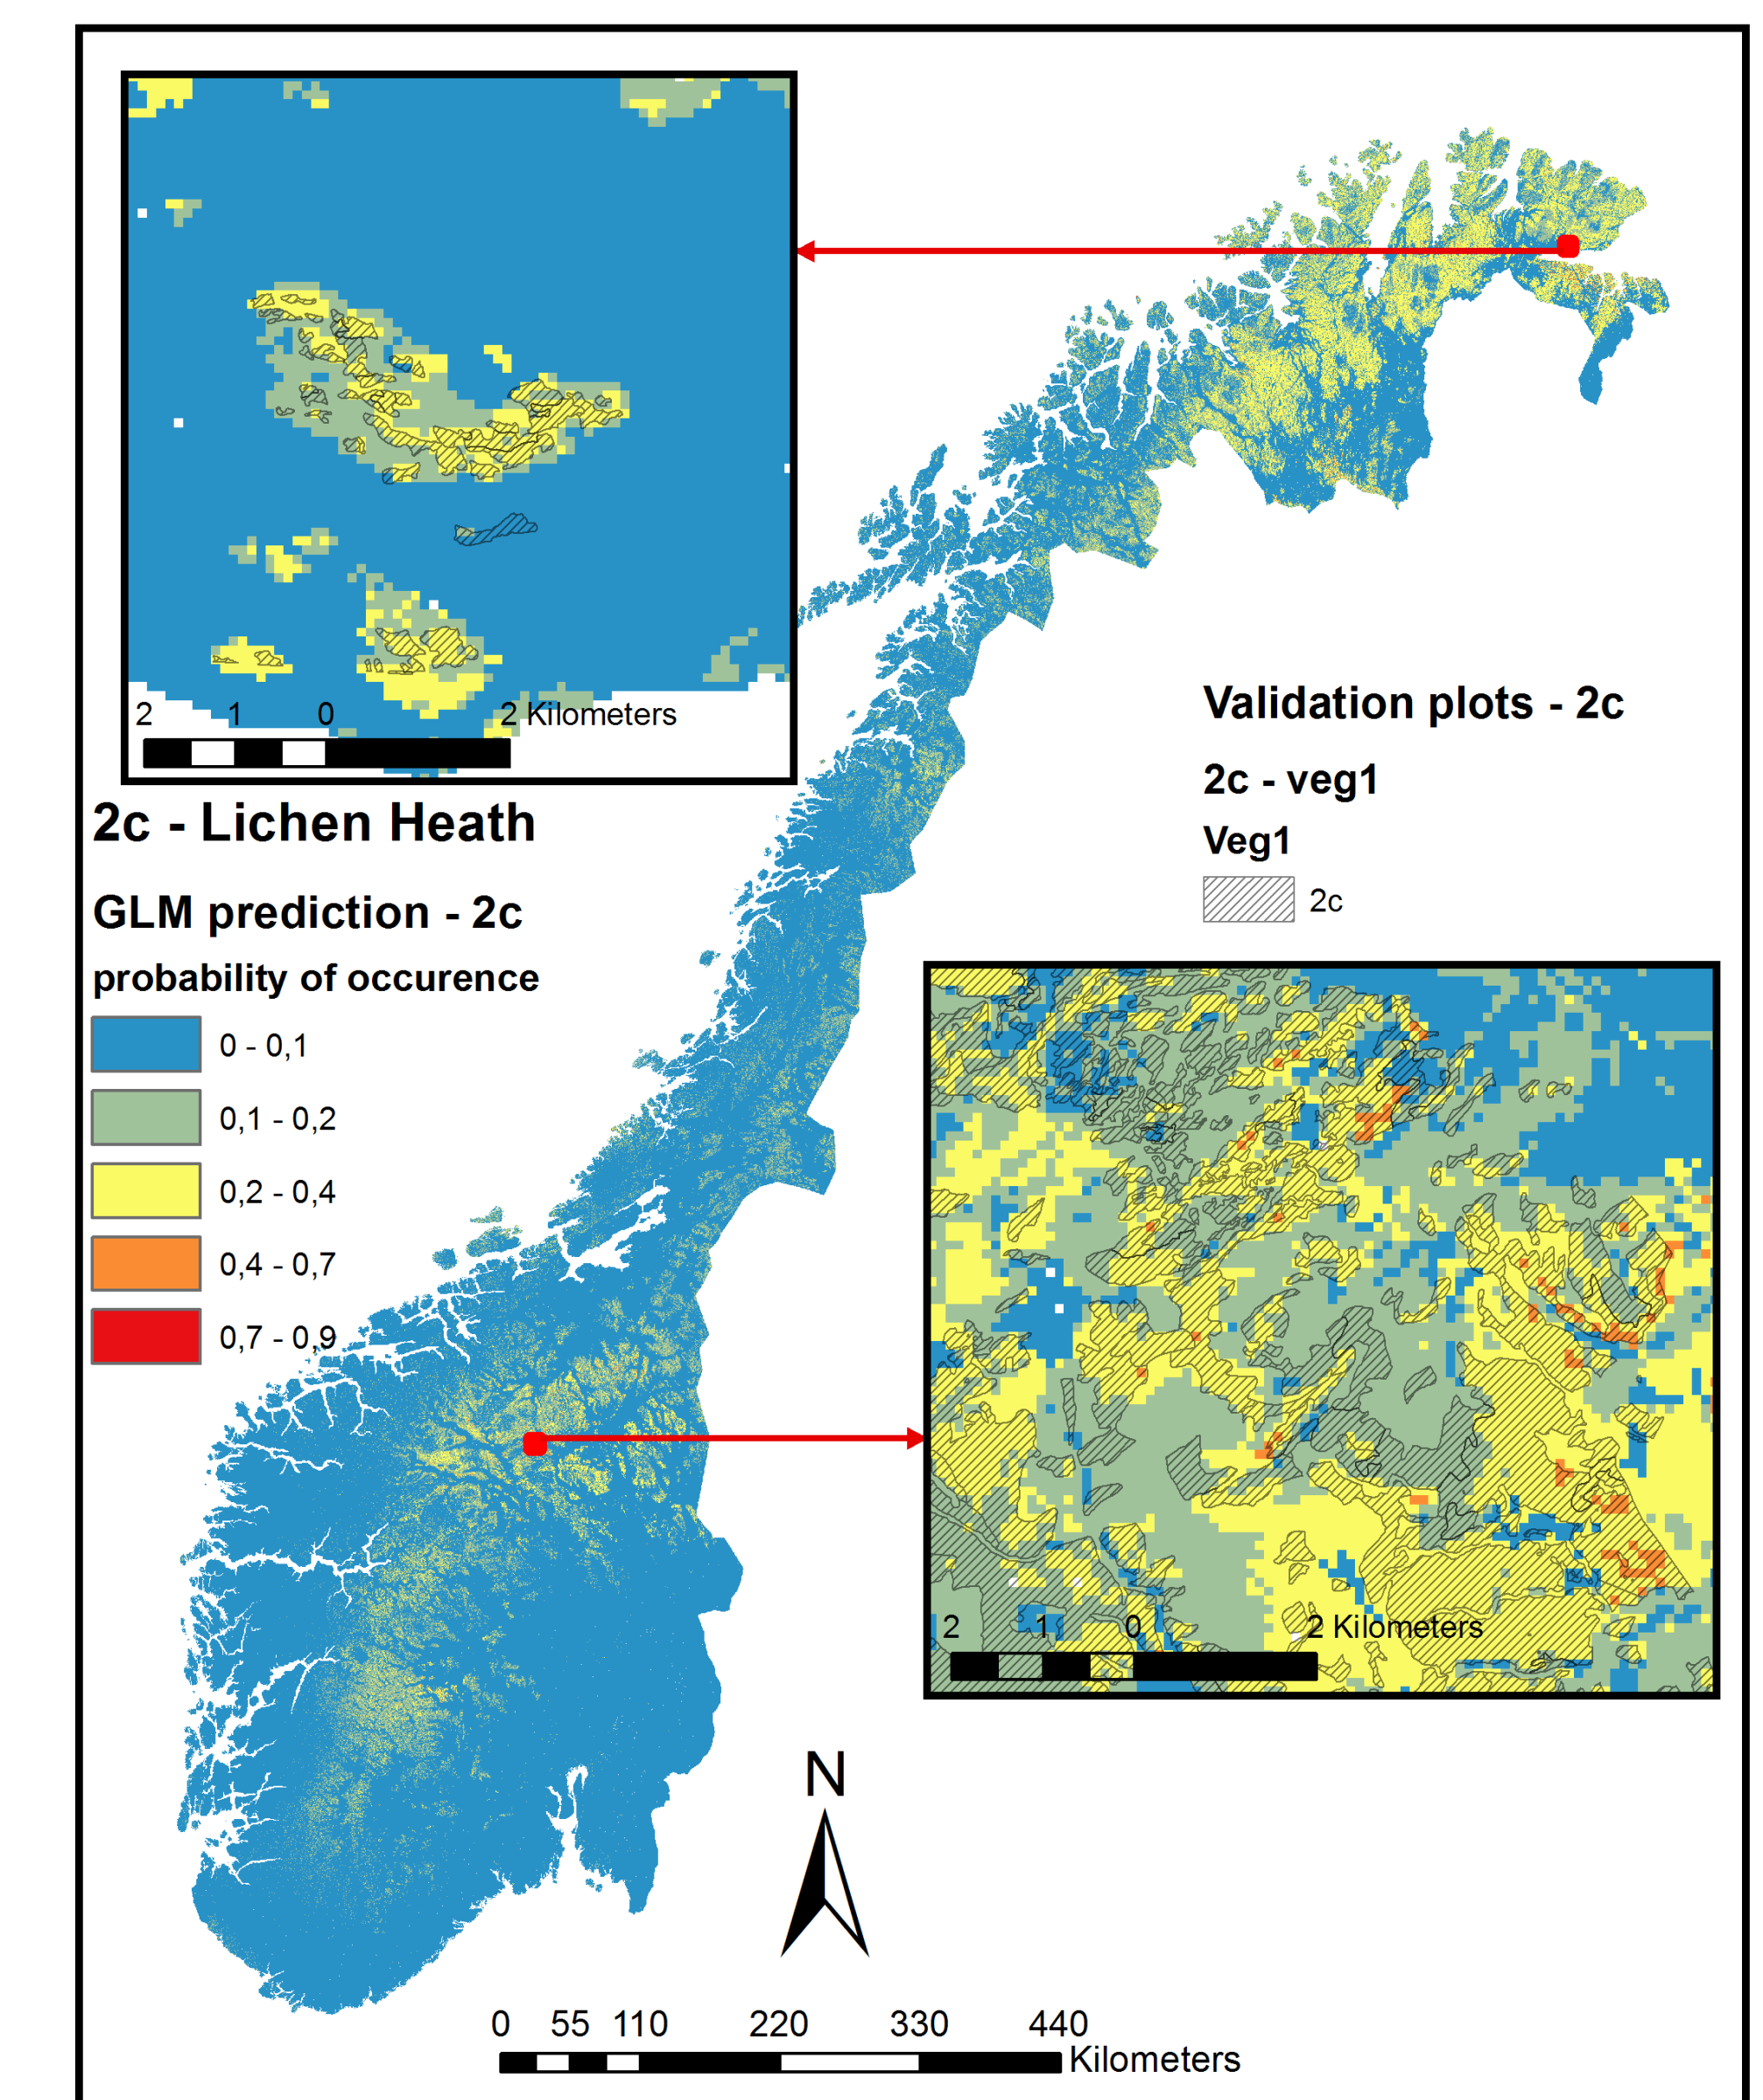 2 1 0 2 Kilometers
2c - Lichen Heath
GLM prediction - 2c
probability of occurence
0 - 0,1
0,1 - 0,2
0,2 - 0,4
0,4 - 0,7
0,7 - 0,9
Validation plots - 2c
2c - veg1
Veg1
2c
2 1 0 2 Kilometers
N
0 55 110 220 330 440
Kilometers